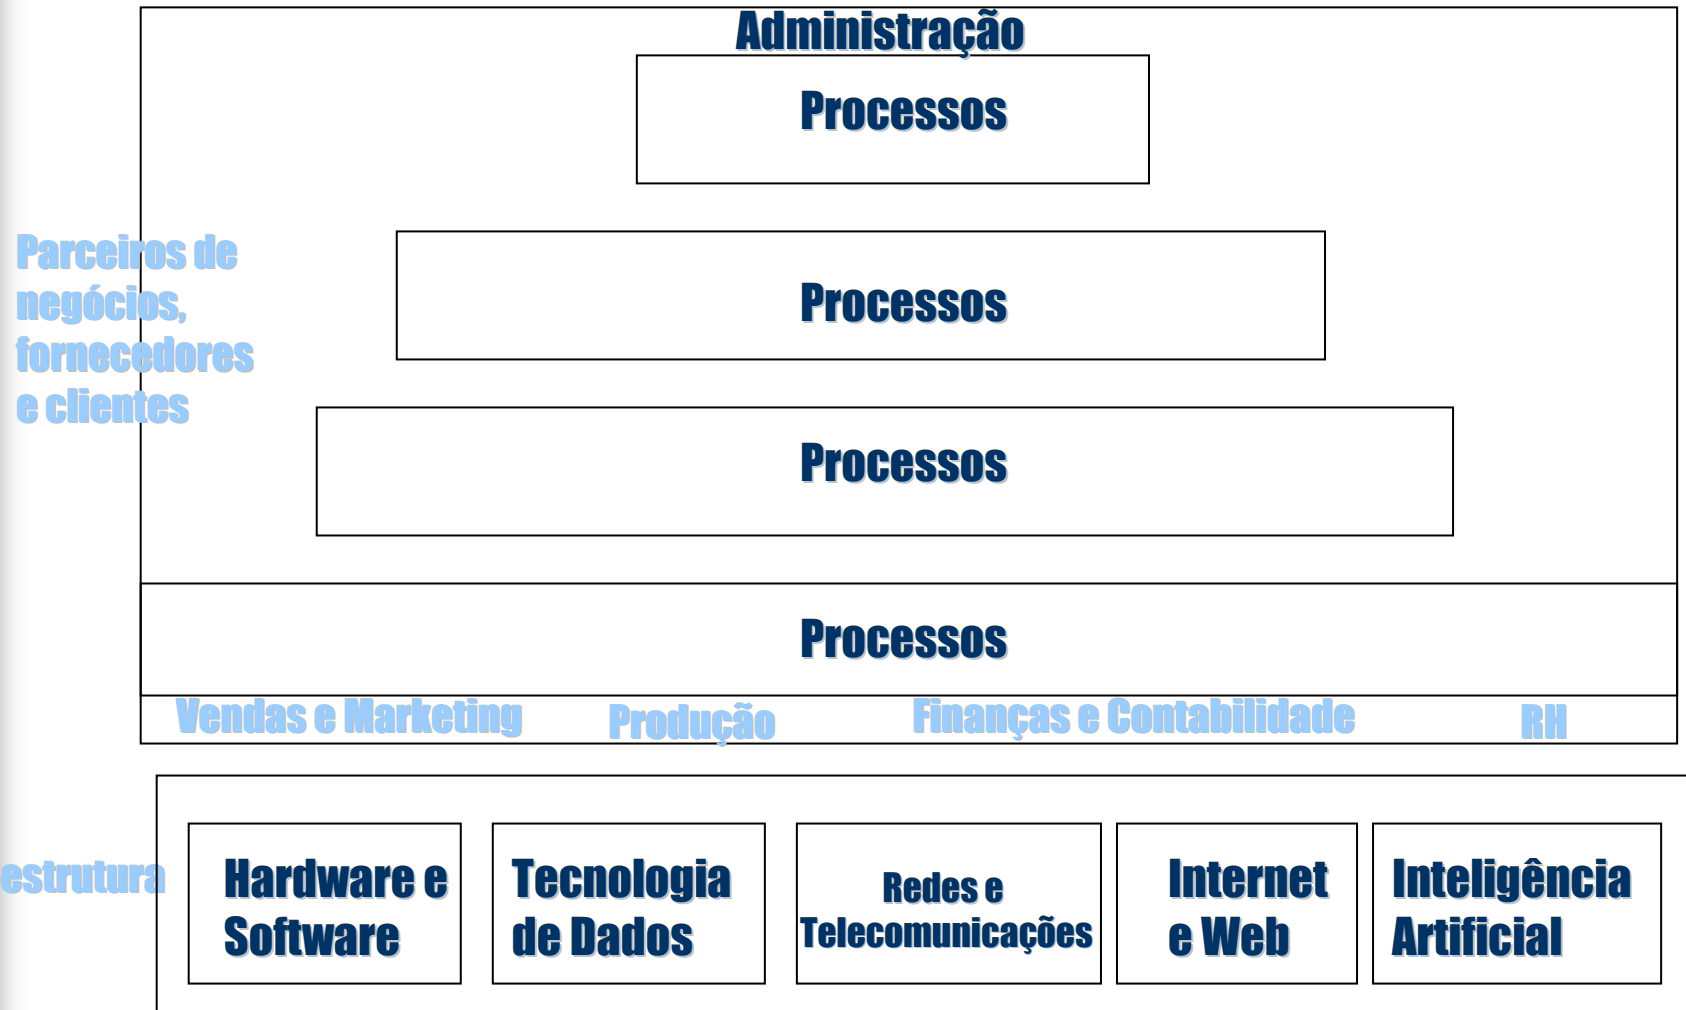 Administração
Processos
Parceiros de
negócios,
fornecedores
e clientes
Processos
Processos
Processos
Vendas e Marketing
Produção
Finanças e Contabilidade
RH
estrutura
Hardware e
Software
Tecnologia
de Dados
Redes e
Telecomunicações
Internet
e Web
Inteligência
Artificial